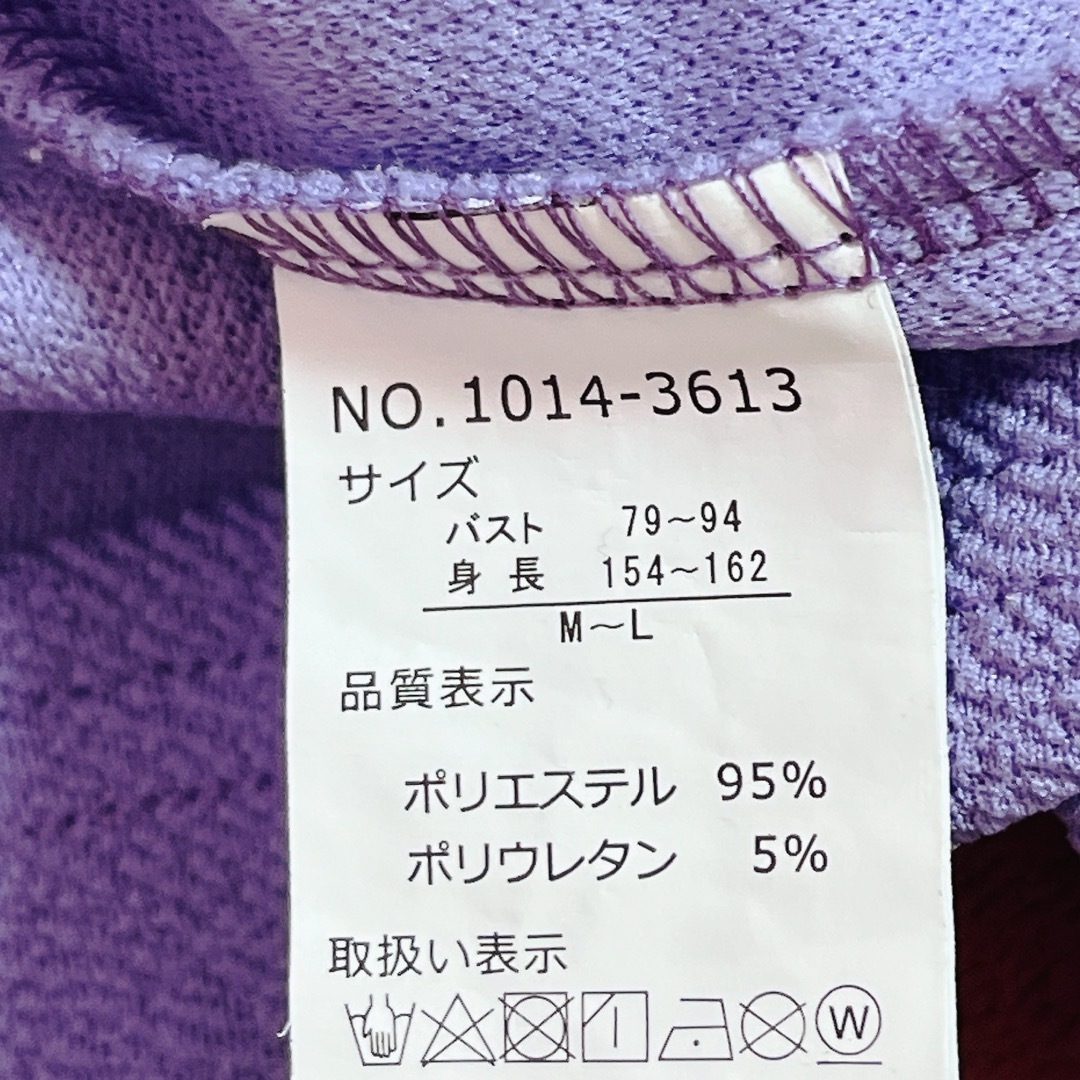 NO.1014-3613
サイズ
バスト 79~94
身長 154~162
M~L
品質表示
ポリエステル 95%
ポリウレタン 5%
取扱い表示
W